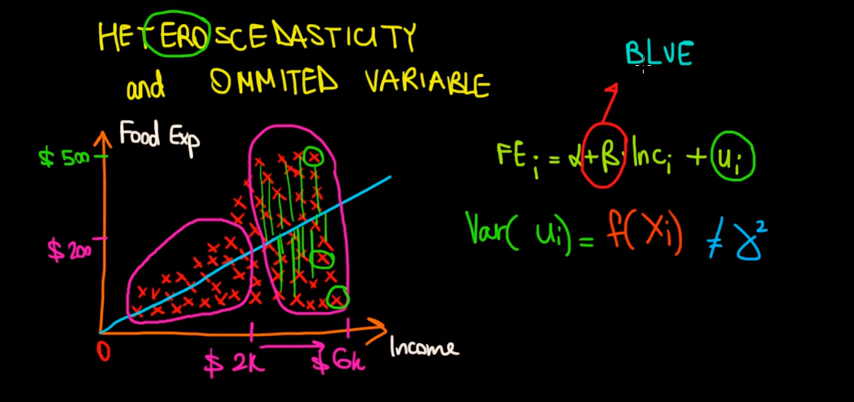 HETEROSCEDASTICITY
and OMMITED VARIABLE
BLUE
Food Exp
$ 500
$ 200
0
$ 2k
$ 6k
Income
FEi = α + β Inci + ui
Var( ui) = f(Xi) ≠ γ²